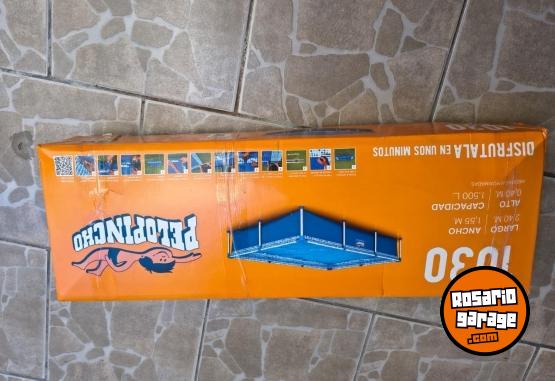 PELOPINCHO
1030
LARGO
2,40 M.
ANCHO
1,55 M
ALTO
0,40 M.
CAPACIDAD
1.500 L.
DISFRUTALA EN UNOS MINUTOS
Rosario
garage
.com